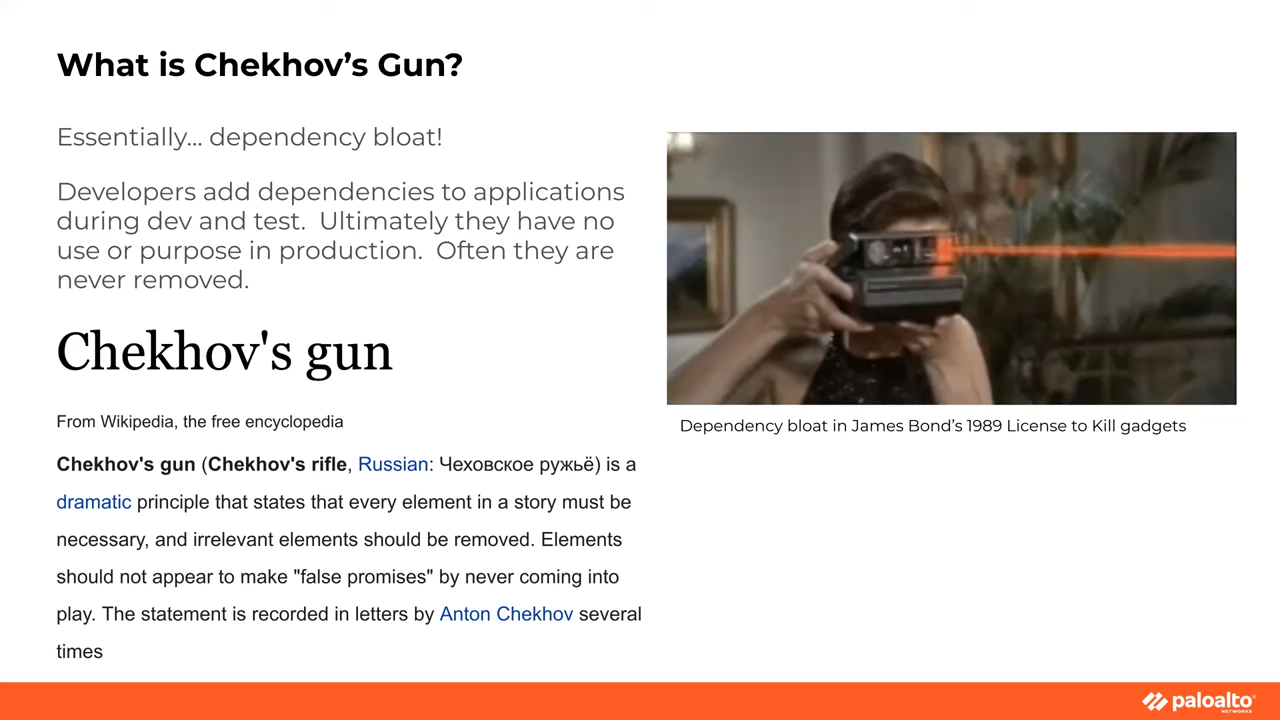 What is Chekhov’s Gun?
Essentially... dependency bloat!
Developers add dependencies to applications
during dev and test.  Ultimately they have no
use or purpose in production.  Often they are
never removed.
Chekhov's gun
From Wikipedia, the free encyclopedia
Chekhov's gun (Chekhov's rifle, Russian: Чеховское ружьё) is a
dramatic principle that states that every element in a story must be
necessary, and irrelevant elements should be removed. Elements
should not appear to make "false promises" by never coming into
play. The statement is recorded in letters by Anton Chekhov several
times
Dependency bloat in James Bond’s 1989 License to Kill gadgets
paloalto
NETWORKS